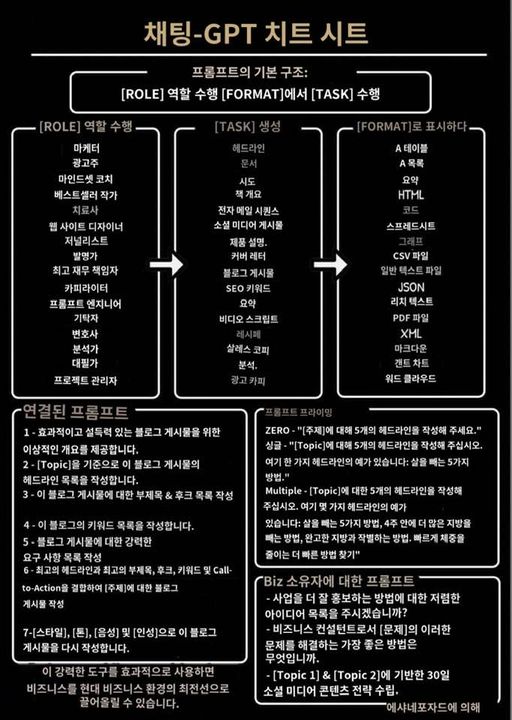 채팅-GPT 치트 시트
프롬프트의 기본 구조:
[ROLE] 역할 수행 [FORMAT]에서 [TASK] 수행
[ROLE] 역할 수행
마케터
광고주
마인드셋 코치
베스트셀러 작가
치료사
웹 사이트 디자이너
저널리스트
발명가
최고 재무 책임자
카피라이터
프롬프트 엔지니어
기탁자
변호사
분석가
대필가
프로젝트 관리자
[TASK] 생성
헤드라인
문서
시도
책 개요
전자 메일 시퀀스
소셜 미디어 게시물
제품 설명.
커버 레터
블로그 게시물
SEO 키워드
요약
비디오 스크립트
레시페
살레스 코피
분석.
광고 카피
[FORMAT]로 표시하다
A 테이블
A 목록
요약
HTML
코드
스프레드시트
그래프
CSV 파일
일반 텍스트 파일
JSON
리치 텍스트
PDF 파일
XML
마크다운
갠트 차트
워드 클라우드
연결된 프롬프트
1 - 효과적이고 설득력 있는 블로그 게시물을 위한
이상적인 개요를 제공합니다.
2 - [Topic]을 기준으로 이 블로그 게시물의
헤드라인 목록을 작성합니다.
3 - 이 블로그 게시물에 대한 부제목 & 후크 목록 작성
4 - 이 블로그의 키워드 목록을 작성합니다.
5 - 블로그 게시물에 대한 강력한
요구 사항 목록 작성
6 - 최고의 헤드라인과 최고의 부제목, 후크, 키워드 및 Call-
to-Action을 결합하여 [주제]에 대한 블로그
게시물 작성
7-[스타일], [톤], [음성] 및 [인성]으로 이 블로그
게시물을 다시 작성합니다.
이 강력한 도구를 효과적으로 사용하면
비즈니스를 현대 비즈니스 환경의 최전선으로
끌어올릴 수 있습니다.
프롬프트 프라이밍
ZERO - "[주제]에 대해 5개의 헤드라인을 작성해 주세요."
싱글 - "[Topic]에 대해 5개의 헤드라인을 작성해 주십시오.
여기 한 가지 헤드라인의 예가 있습니다: 살을 빼는 5가지
방법."
Multiple - [Topic]에 대한 5개의 헤드라인을 작성해
주십시오. 여기 몇 가지 헤드라인의 예가
있습니다: 살을 빼는 5가지 방법, 4주 안에 더 많은 지방을
빼는 방법, 완고한 지방과 작별하는 방법. 빠르게 체중을
줄이는 더 빠른 방법 찾기"
Biz 소유자에 대한 프롬프트
- 사업을 더 잘 홍보하는 방법에 대한 저렴한
아이디어 목록을 주시겠습니까?
- 비즈니스 컨설턴트로서 [문제]의 이러한
문제를 해결하는 가장 좋은 방법은
무엇입니까.
- [Topic 1] & [Topic 2]에 기반한 30일
소셜 미디어 콘텐츠 전략 수립.
에샤네포자드에 의해